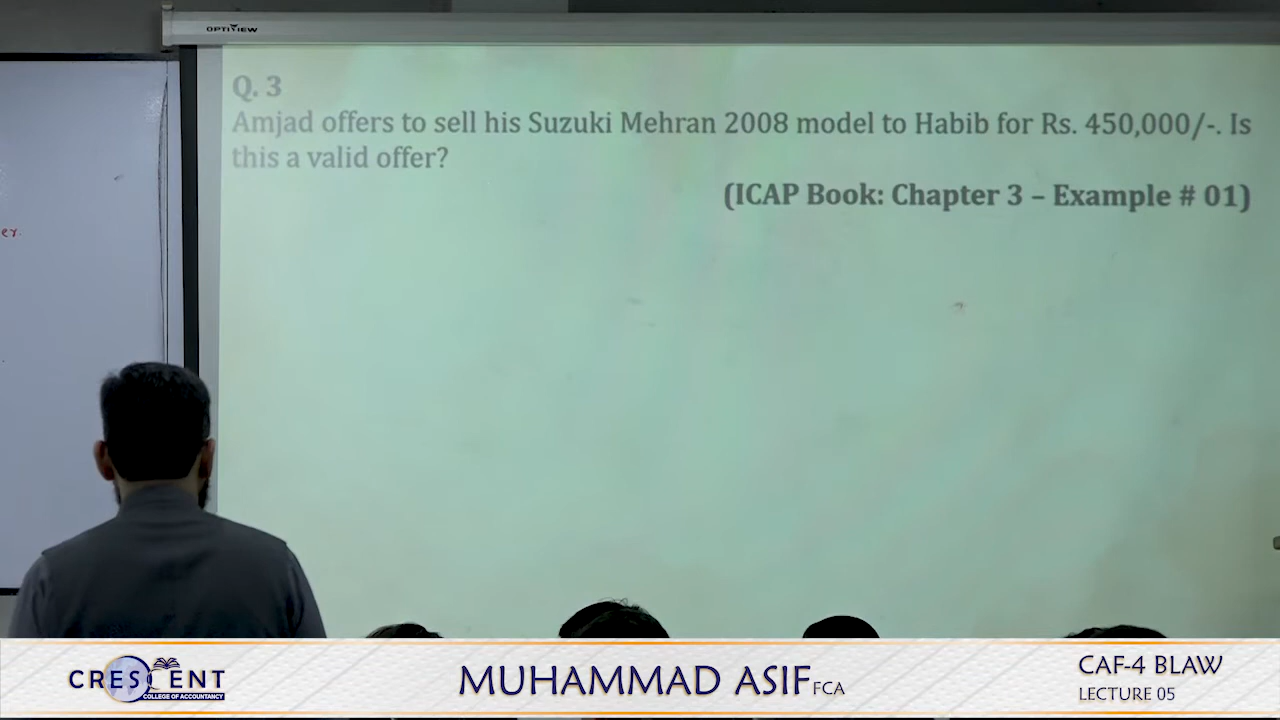 OPTIVIEW
Q. 3
Amjad offers to sell his Suzuki Mehran 2008 model to Habib for Rs. 450,000/-. Is
this a valid offer?
(ICAP Book: Chapter 3 – Example # 01)
er.
CRESCENT
COLLEGE OF ACCOUNTANCY
MUHAMMAD ASIF FCA
CAF-4 BLAW
LECTURE 05